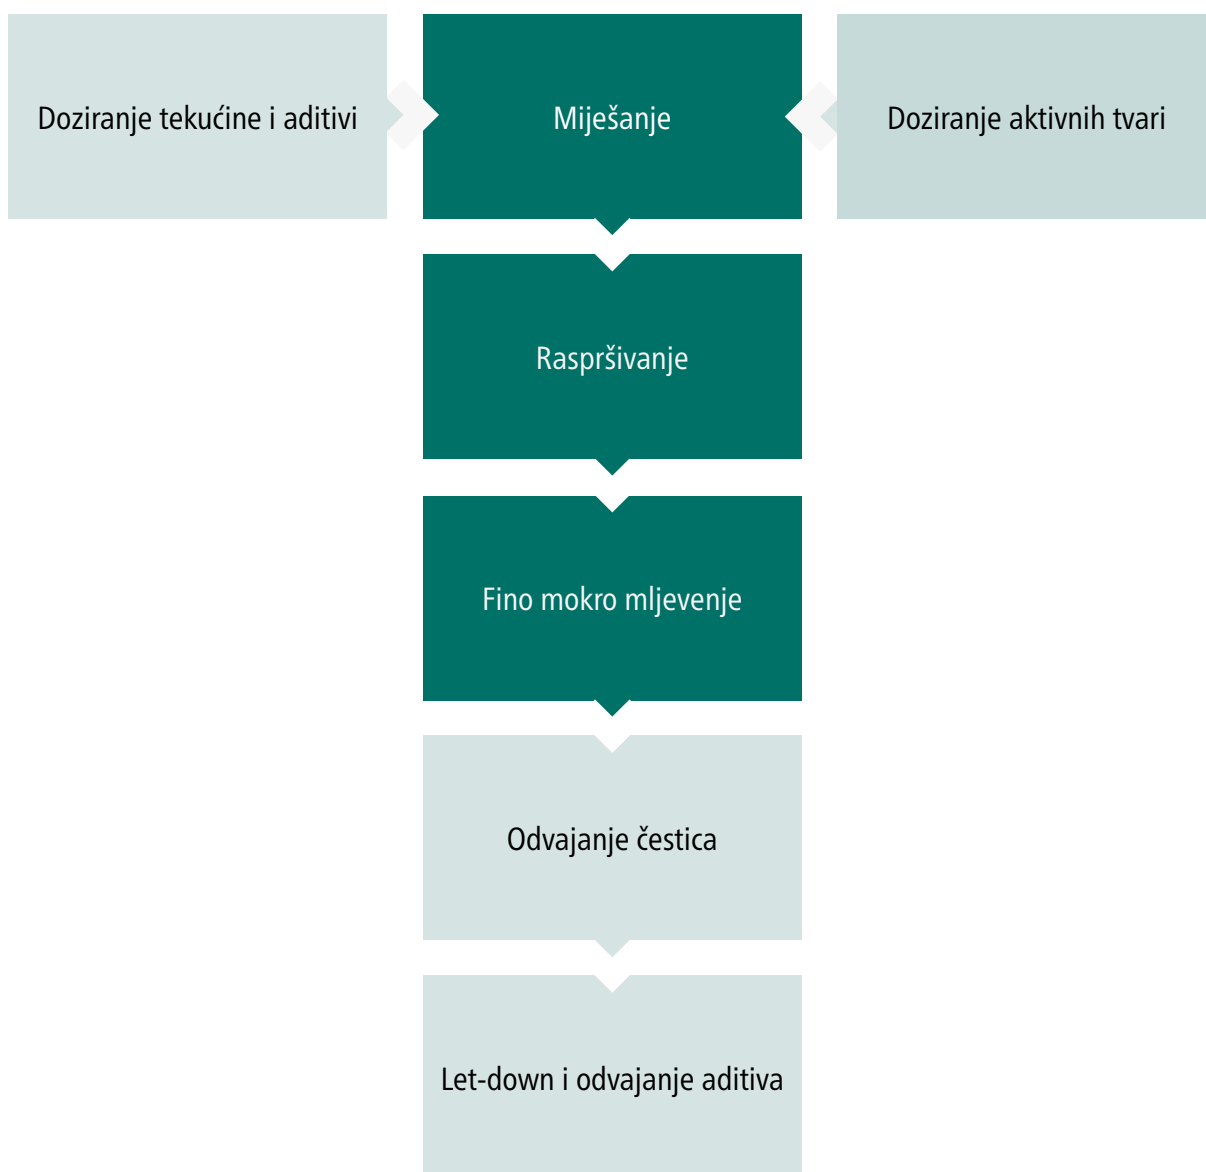 Doziranje tekućine i aditivi
Miješanje
Doziranje aktivnih tvari
Raspršivanje
Fino mokro mljevenje
Odvajanje čestica
Let-down i odvajanje aditiva